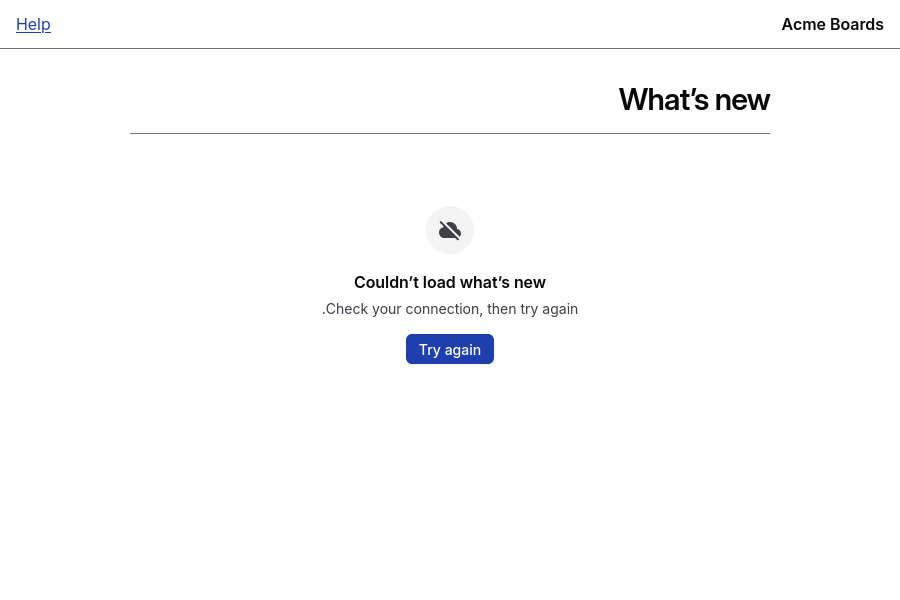 Acme Boards
Help
What’s new
Couldn’t load what’s new
.Check your connection, then try again
Try again